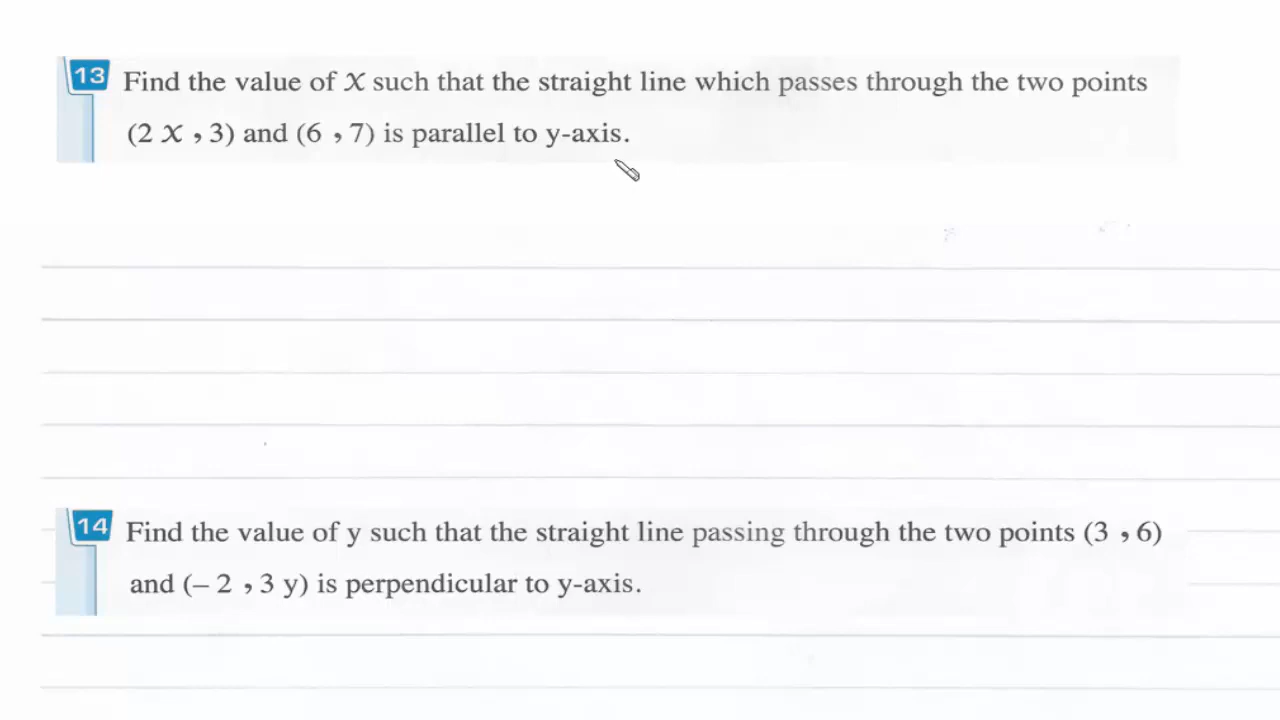 13 Find the value of X such that the straight line which passes through the two points
(2 X , 3) and (6 , 7) is parallel to y-axis.
14 Find the value of y such that the straight line passing through the two points (3 , 6)
and (– 2 , 3 y) is perpendicular to y-axis.